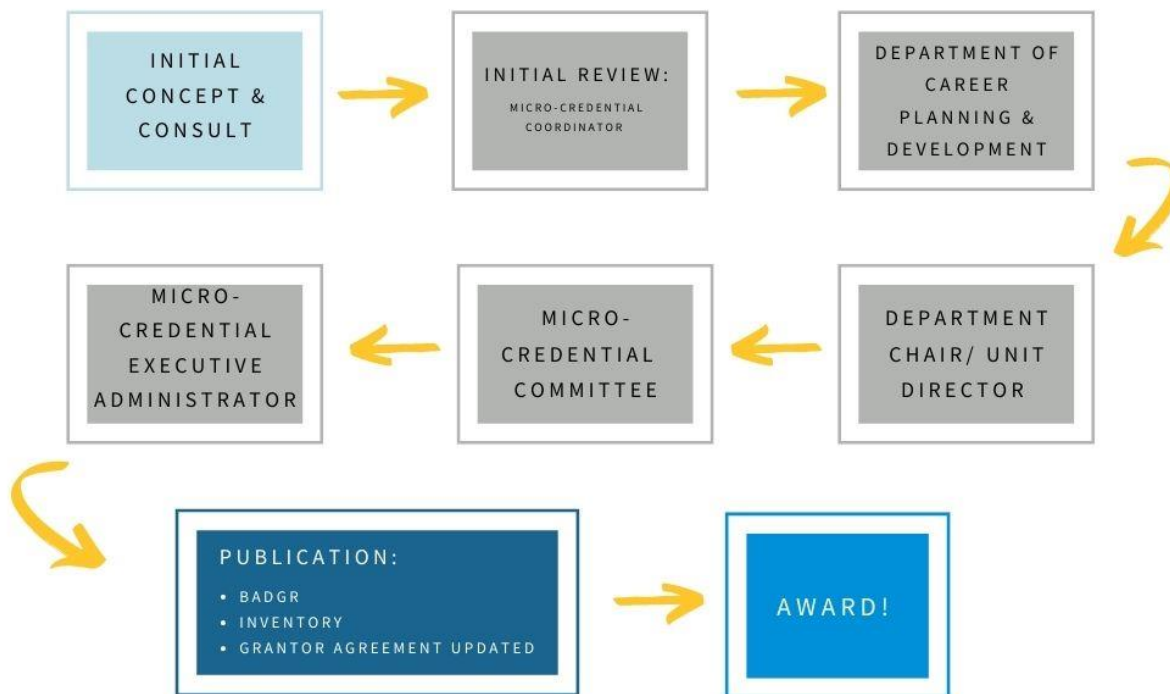 INITIAL
CONCEPT &
CONSULT
INITIAL REVIEW:
MICRO-CREDENTIAL
COORDINATOR
DEPARTMENT OF
CAREER
PLANNING &
DEVELOPMENT
DEPARTMENT
CHAIR/ UNIT
DIRECTOR
MICRO-
CREDENTIAL
COMMITTEE
MICRO-
CREDENTIAL
EXECUTIVE
ADMINISTRATOR
PUBLICATION:
• BADGR
• INVENTORY
• GRANTOR AGREEMENT UPDATED
AWARD!